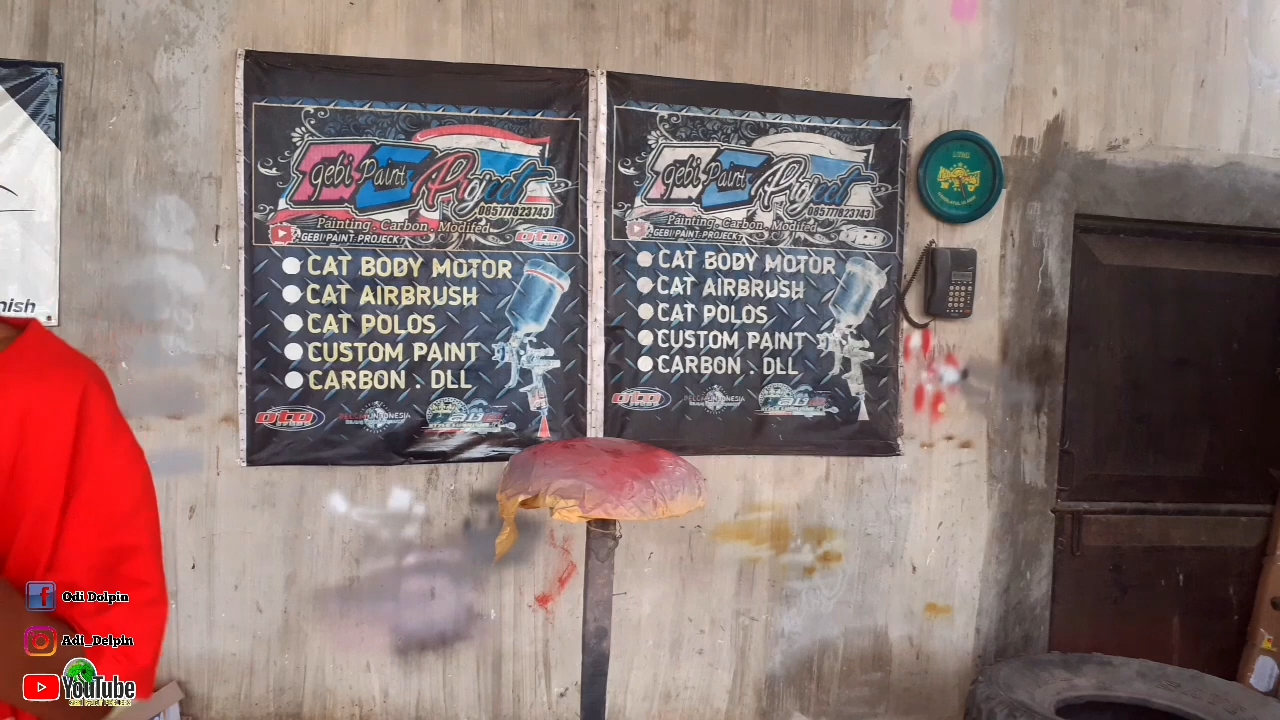 nish
gebi Paint Project
085777823743
Painting . Carbon . Modifed
GEBI PAINT PROJECK7
CAT BODY MOTOR
CAT AIRBRUSH
CAT POLOS
CUSTOM PAINT
CARBON . DLL
gebi Paint Project
085777823743
Painting . Carbon . Modifed
GEBI PAINT PROJECK7
CAT BODY MOTOR
CAT AIRBRUSH
CAT POLOS
CUSTOM PAINT
CARBON . DLL
Odi Dolpin
Adi_Delpin
YouTube